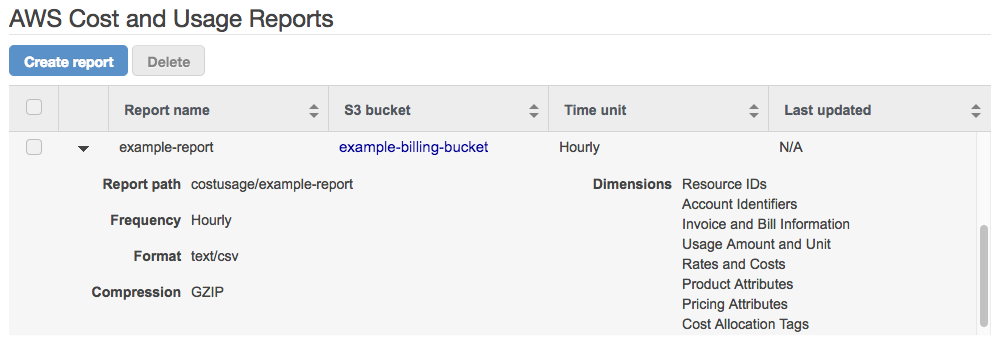 AWS Cost and Usage Reports
Create report Delete
Report name S3 bucket Time unit Last updated
example-report example-billing-bucket Hourly N/A
Report path costusage/example-report Dimensions Resource IDs
Account Identifiers
Frequency Hourly Invoice and Bill Information
Usage Amount and Unit
Format text/csv Rates and Costs
Product Attributes
Compression GZIP Pricing Attributes
Cost Allocation Tags